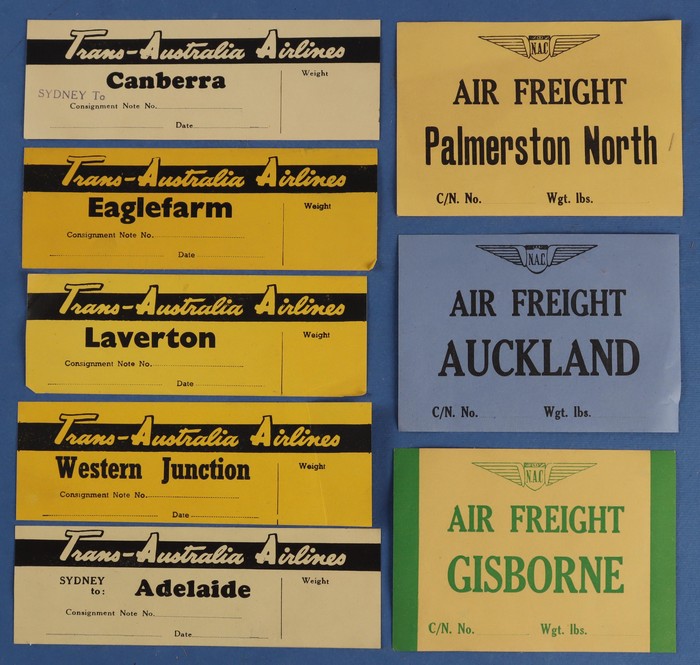 Trans-Australia Airlines
Canberra
Weight
SYDNEY To
Consignment Note No.
Date
Trans-Australia Airlines
Eaglefarm
Weight
Consignment Note No.
Date
Trans-Australia Airlines
Laverton
Weight
Consignment Note No.
Date
Trans-Australia Airlines
Western Junction
Weight
Consignment Note No.
Date
Trans-Australia Airlines
SYDNEY to: Adelaide
Weight
Consignment Note No.
Date
N.A.C
AIR FREIGHT
Palmerston North
C/N. No. Wgt. lbs.
N.A.C
AIR FREIGHT
AUCKLAND
C/N. No. Wgt. lbs.
N.A.C
AIR FREIGHT
GISBORNE
C/N. No. Wgt. lbs.